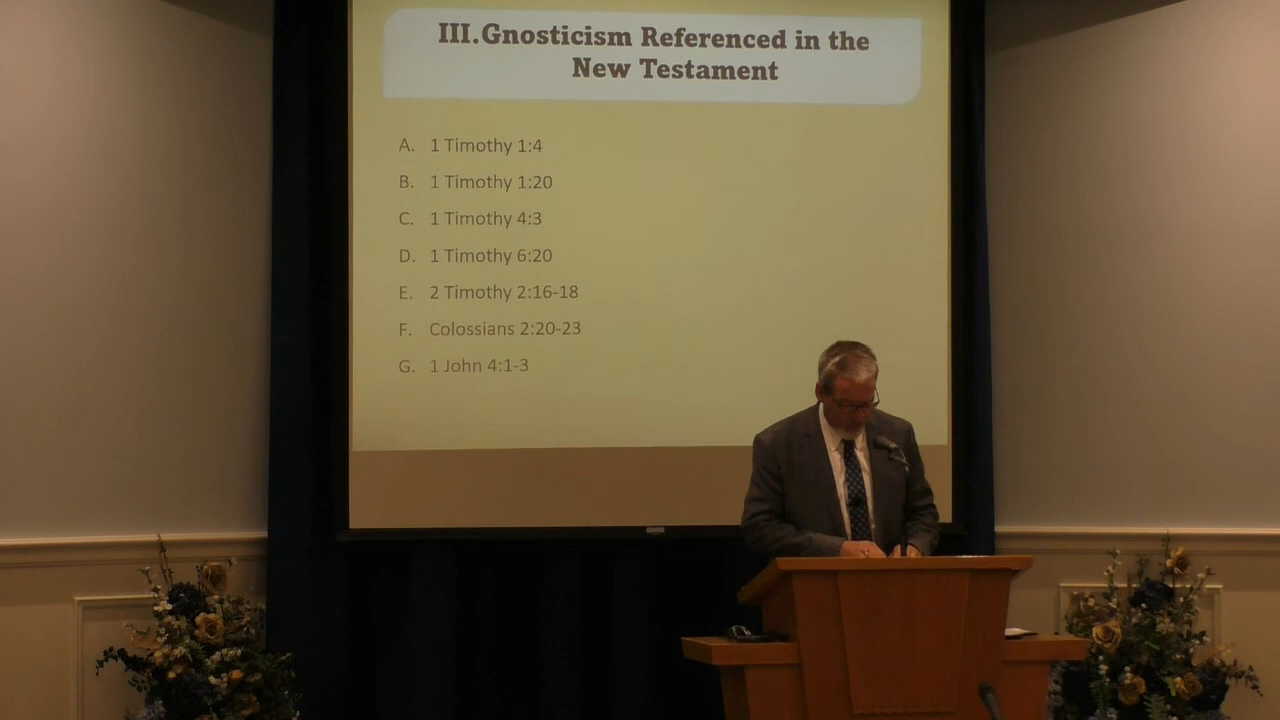 III.Gnosticism Referenced in the
New Testament
A. 1 Timothy 1:4
B. 1 Timothy 1:20
C. 1 Timothy 4:3
D. 1 Timothy 6:20
E. 2 Timothy 2:16-18
F. Colossians 2:20-23
G. 1 John 4:1-3